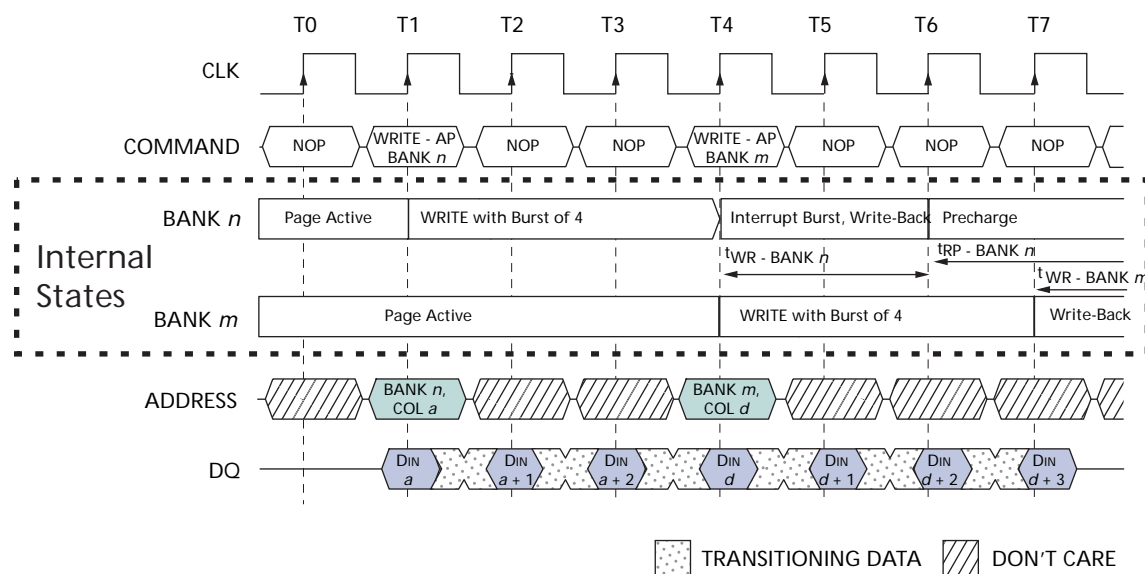 T0 T1 T2 T3 T4 T5 T6 T7
CLK
COMMAND NOP WRITE - AP BANK n NOP NOP WRITE - AP BANK m NOP NOP NOP
Internal States
BANK n Page Active WRITE with Burst of 4 Interrupt Burst, Write-Back Precharge
tWR - BANK n tRP - BANK n
tWR - BANK m
BANK m Page Active WRITE with Burst of 4 Write-Back
ADDRESS BANK n, COL a BANK m, COL d
DQ DIN a DIN a + 1 DIN a + 2 DIN d DIN d + 1 DIN d + 2 DIN d + 3
TRANSITIONING DATA DON'T CARE